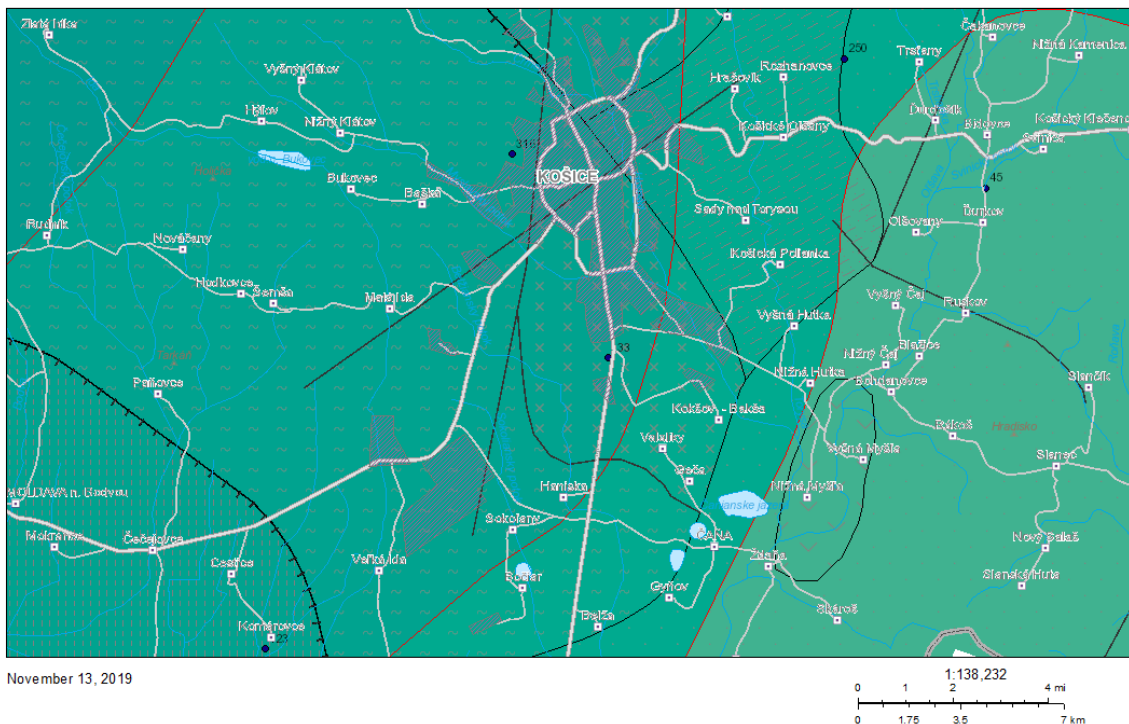 Zlatá Idka
Čakanovce
Nižná Kamenica
250
Trsťany
Vyšný Klátov
Rozhanovce
Hrašovík
Hýľov
Ďurďošík
Nižný Klátov
Bidovce
Košické Oľšany
Svinica
316
KOŠICE
45
Bukovec
Baška
Sady nad Torysou
Olšovany
Ďurkov
Rudník
Nováčany
Košická Polianka
Hodkovce
Šemša
Malá Ida
Vyšný Čaj
Ruskov
Vyšná Hutka
33
Blažice
Nižný Čaj
Nižná Hutka
Bohdanovce
Slančík
Paňovce
Kokšov - Bakša
Hradisko
Bukoš
Valaliky
Vyšná Myšľa
Slanec
Geča
Nižná Myšľa
MOLDAVA n. Bodvou
Haniska
Sokoľany
Mokrance
Čečejovce
ČAŇA
Nový Salaš
Ždaňa
Cestice
Veľká Ida
Slanská Huta
Bočiar
Gyňov
Skároš
Belža
Komárovce
23
November 13, 2019
1:138,232
0 1 2 4 mi
0 1.75 3.5 7 km